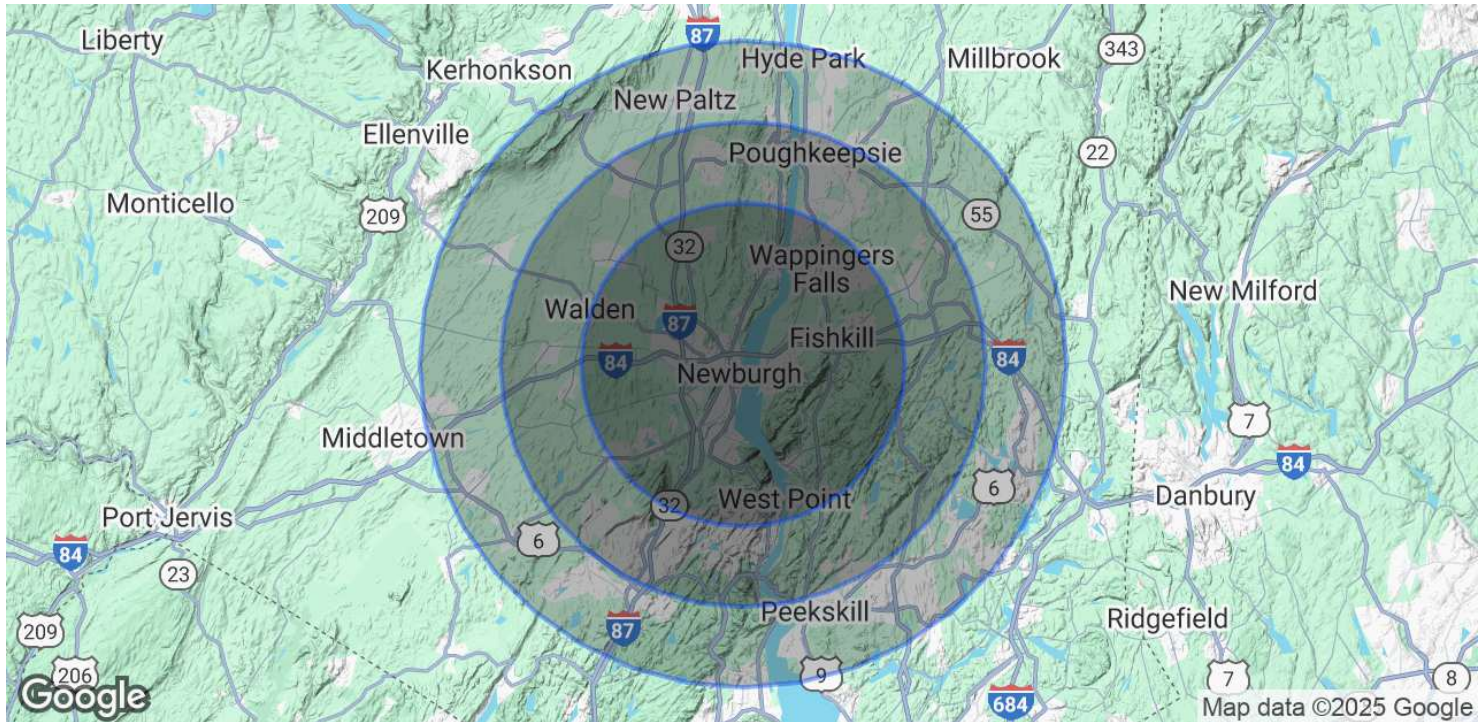 Liberty
87
Hyde Park
Millbrook
343
Kerhonkson
New Paltz
Ellenville
22
Poughkeepsie
Monticello
209
55
32
Wappingers
Falls
New Milford
Walden
87
Fishkill
84
84
Newburgh
7
Middletown
84
6
Danbury
West Point
32
Port Jervis
6
84
23
Peekskill
Ridgefield
209
87
206
9
7
8
684
Google
Map data ©2025 Google